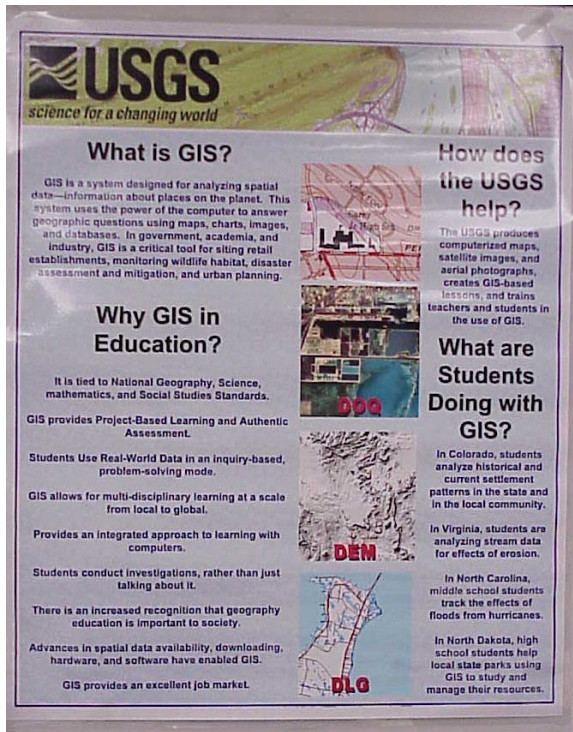 USGS
science for a changing world
What is GIS?
GIS is a system designed for analyzing spatial
data—information about places on the planet. This
system uses the power of the computer to answer
geographic questions using maps, charts, images,
and databases. In government, academia, and
industry, GIS is a critical tool for siting retail
establishments, monitoring wildlife habitat, disaster
assessment and mitigation, and urban planning.
Why GIS in
Education?
It is tied to National Geography, Science,
mathematics, and Social Studies Standards.
GIS provides Project-Based Learning and Authentic
Assessment.
Students Use Real-World Data in an inquiry-based,
problem-solving mode.
GIS allows for multi-disciplinary learning at a scale
from local to global.
Provides an integrated approach to learning with
computers.
Students conduct investigations, rather than just
talking about it.
There is an increased recognition that geography
education is important to society.
Advances in spatial data availability, downloading,
hardware, and software have enabled GIS.
GIS provides an excellent job market.
DOQ
DEM
DLG
How does
the USGS
help?
The USGS produces
computerized maps,
satellite images, and
aerial photographs,
creates GIS-based
lessons, and trains
teachers and students in
the use of GIS.
What are
Students
Doing with
GIS?
In Colorado, students
analyze historical and
current settlement
patterns in the state and
in the local community.
In Virginia, students are
analyzing stream data
for effects of erosion.
In North Carolina,
middle school students
track the effects of
floods from hurricanes.
In North Dakota, high
school students help
local state parks using
GIS to study and
manage their resources.